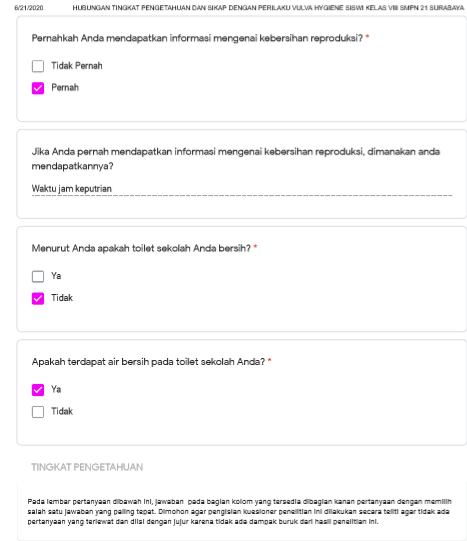 6/21/2020 HUBUNGAN TINGKAT PENGETAHUAN DAN SIKAP DENGAN PERILAKU VULVA HYGIENE SISWI KELAS VIII SMPN 21 SURABAYA
Pernahkah Anda mendapatkan informasi mengenai kebersihan reproduksi? *
Tidak Pernah
Pernah
Jika Anda pernah mendapatkan informasi mengenai kebersihan reproduksi, dimanakan anda
mendapatkannya?
Waktu jam keputrian
Menurut Anda apakah toilet sekolah Anda bersih? *
Ya
Tidak
Apakah terdapat air bersih pada toilet sekolah Anda? *
Ya
Tidak
TINGKAT PENGETAHUAN
Pada lembar pertanyaan dibawah ini, jawaban pada bagian kolom yang tersedia dibagian kanan pertanyaan dengan memilih
salah satu jawaban yang paling tepat. Dimohon agar pengisian kuesioner penelitian ini dilakukan secara teliti agar tidak ada
pertanyaan yang terlewat dan diisi dengan jujur karena tidak ada dampak buruk dari hasil penelitian ini.